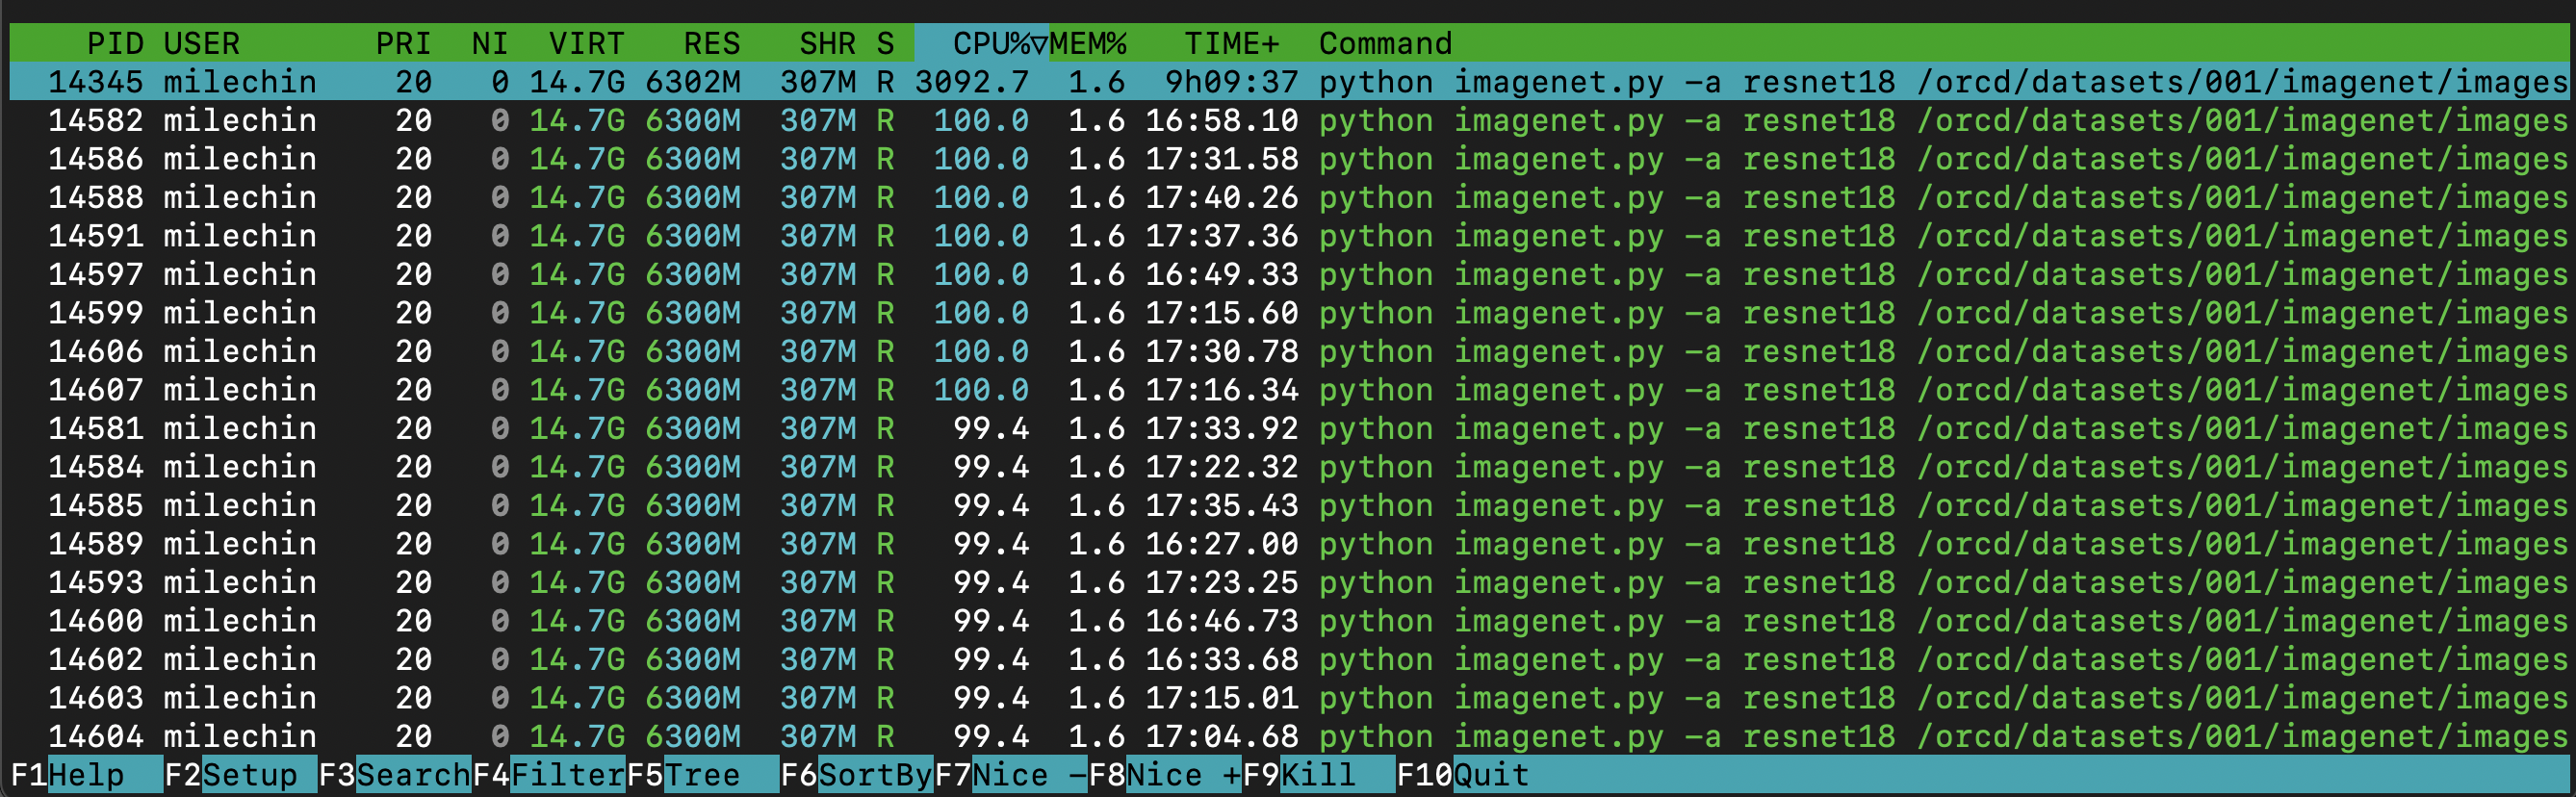 PID USER PRI NI VIRT RES SHR S CPU%▽MEM% TIME+ Command
14345 milechin 20 0 14.7G 6302M 307M R 3092.7 1.6 9h09:37 python imagenet.py -a resnet18 /orcd/datasets/001/imagenet/images
14582 milechin 20 0 14.7G 6300M 307M R 100.0 1.6 16:58.10 python imagenet.py -a resnet18 /orcd/datasets/001/imagenet/images
14586 milechin 20 0 14.7G 6300M 307M R 100.0 1.6 17:31.58 python imagenet.py -a resnet18 /orcd/datasets/001/imagenet/images
14588 milechin 20 0 14.7G 6300M 307M R 100.0 1.6 17:40.26 python imagenet.py -a resnet18 /orcd/datasets/001/imagenet/images
14591 milechin 20 0 14.7G 6300M 307M R 100.0 1.6 17:37.36 python imagenet.py -a resnet18 /orcd/datasets/001/imagenet/images
14597 milechin 20 0 14.7G 6300M 307M R 100.0 1.6 16:49.33 python imagenet.py -a resnet18 /orcd/datasets/001/imagenet/images
14599 milechin 20 0 14.7G 6300M 307M R 100.0 1.6 17:15.60 python imagenet.py -a resnet18 /orcd/datasets/001/imagenet/images
14606 milechin 20 0 14.7G 6300M 307M R 100.0 1.6 17:30.78 python imagenet.py -a resnet18 /orcd/datasets/001/imagenet/images
14607 milechin 20 0 14.7G 6300M 307M R 100.0 1.6 17:16.34 python imagenet.py -a resnet18 /orcd/datasets/001/imagenet/images
14581 milechin 20 0 14.7G 6300M 307M R 99.4 1.6 17:33.92 python imagenet.py -a resnet18 /orcd/datasets/001/imagenet/images
14584 milechin 20 0 14.7G 6300M 307M R 99.4 1.6 17:22.32 python imagenet.py -a resnet18 /orcd/datasets/001/imagenet/images
14585 milechin 20 0 14.7G 6300M 307M R 99.4 1.6 17:35.43 python imagenet.py -a resnet18 /orcd/datasets/001/imagenet/images
14589 milechin 20 0 14.7G 6300M 307M R 99.4 1.6 16:27.00 python imagenet.py -a resnet18 /orcd/datasets/001/imagenet/images
14593 milechin 20 0 14.7G 6300M 307M R 99.4 1.6 17:23.25 python imagenet.py -a resnet18 /orcd/datasets/001/imagenet/images
14600 milechin 20 0 14.7G 6300M 307M R 99.4 1.6 16:46.73 python imagenet.py -a resnet18 /orcd/datasets/001/imagenet/images
14602 milechin 20 0 14.7G 6300M 307M R 99.4 1.6 16:33.68 python imagenet.py -a resnet18 /orcd/datasets/001/imagenet/images
14603 milechin 20 0 14.7G 6300M 307M R 99.4 1.6 17:15.01 python imagenet.py -a resnet18 /orcd/datasets/001/imagenet/images
14604 milechin 20 0 14.7G 6300M 307M R 99.4 1.6 17:04.68 python imagenet.py -a resnet18 /orcd/datasets/001/imagenet/images
F1Help F2Setup F3SearchF4FilterF5Tree F6SortByF7Nice -F8Nice +F9Kill F10Quit